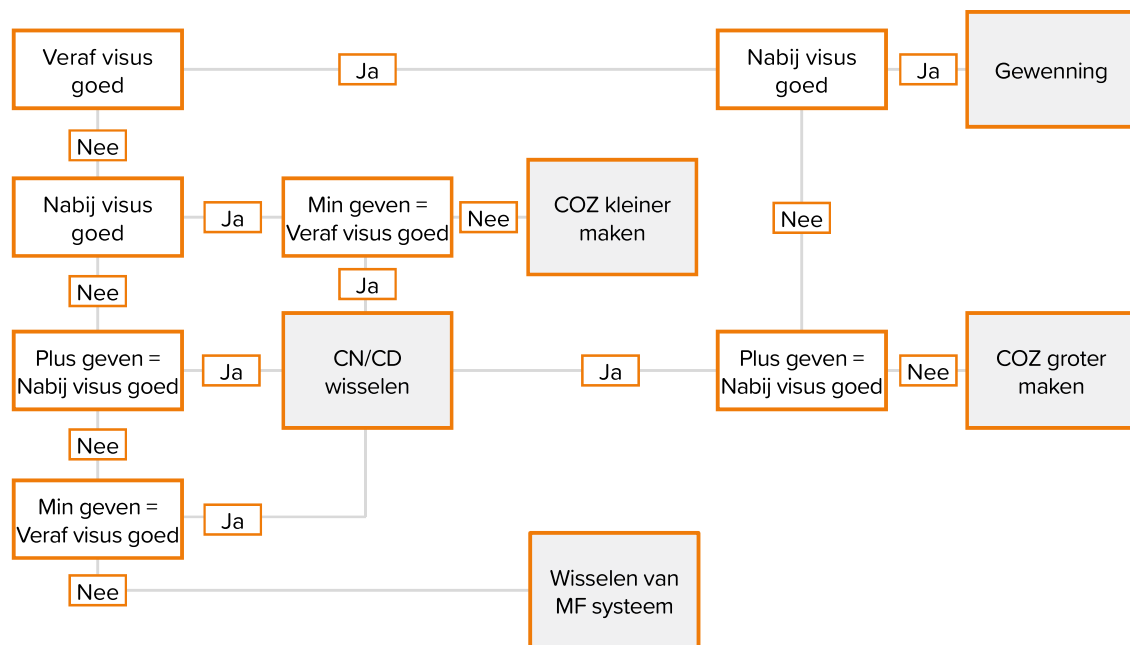 Veraf visus
goed
Ja
Nabij visus
goed
Ja
Gewenning
Nee
Nabij visus
goed
Ja
Min geven =
Veraf visus goed
Nee
COZ kleiner
maken
Nee
Nee
Ja
Plus geven =
Nabij visus goed
Ja
CN/CD
wisselen
Ja
Plus geven =
Nabij visus goed
Nee
COZ groter
maken
Nee
Min geven =
Veraf visus goed
Ja
Nee
Wisselen van
MF systeem